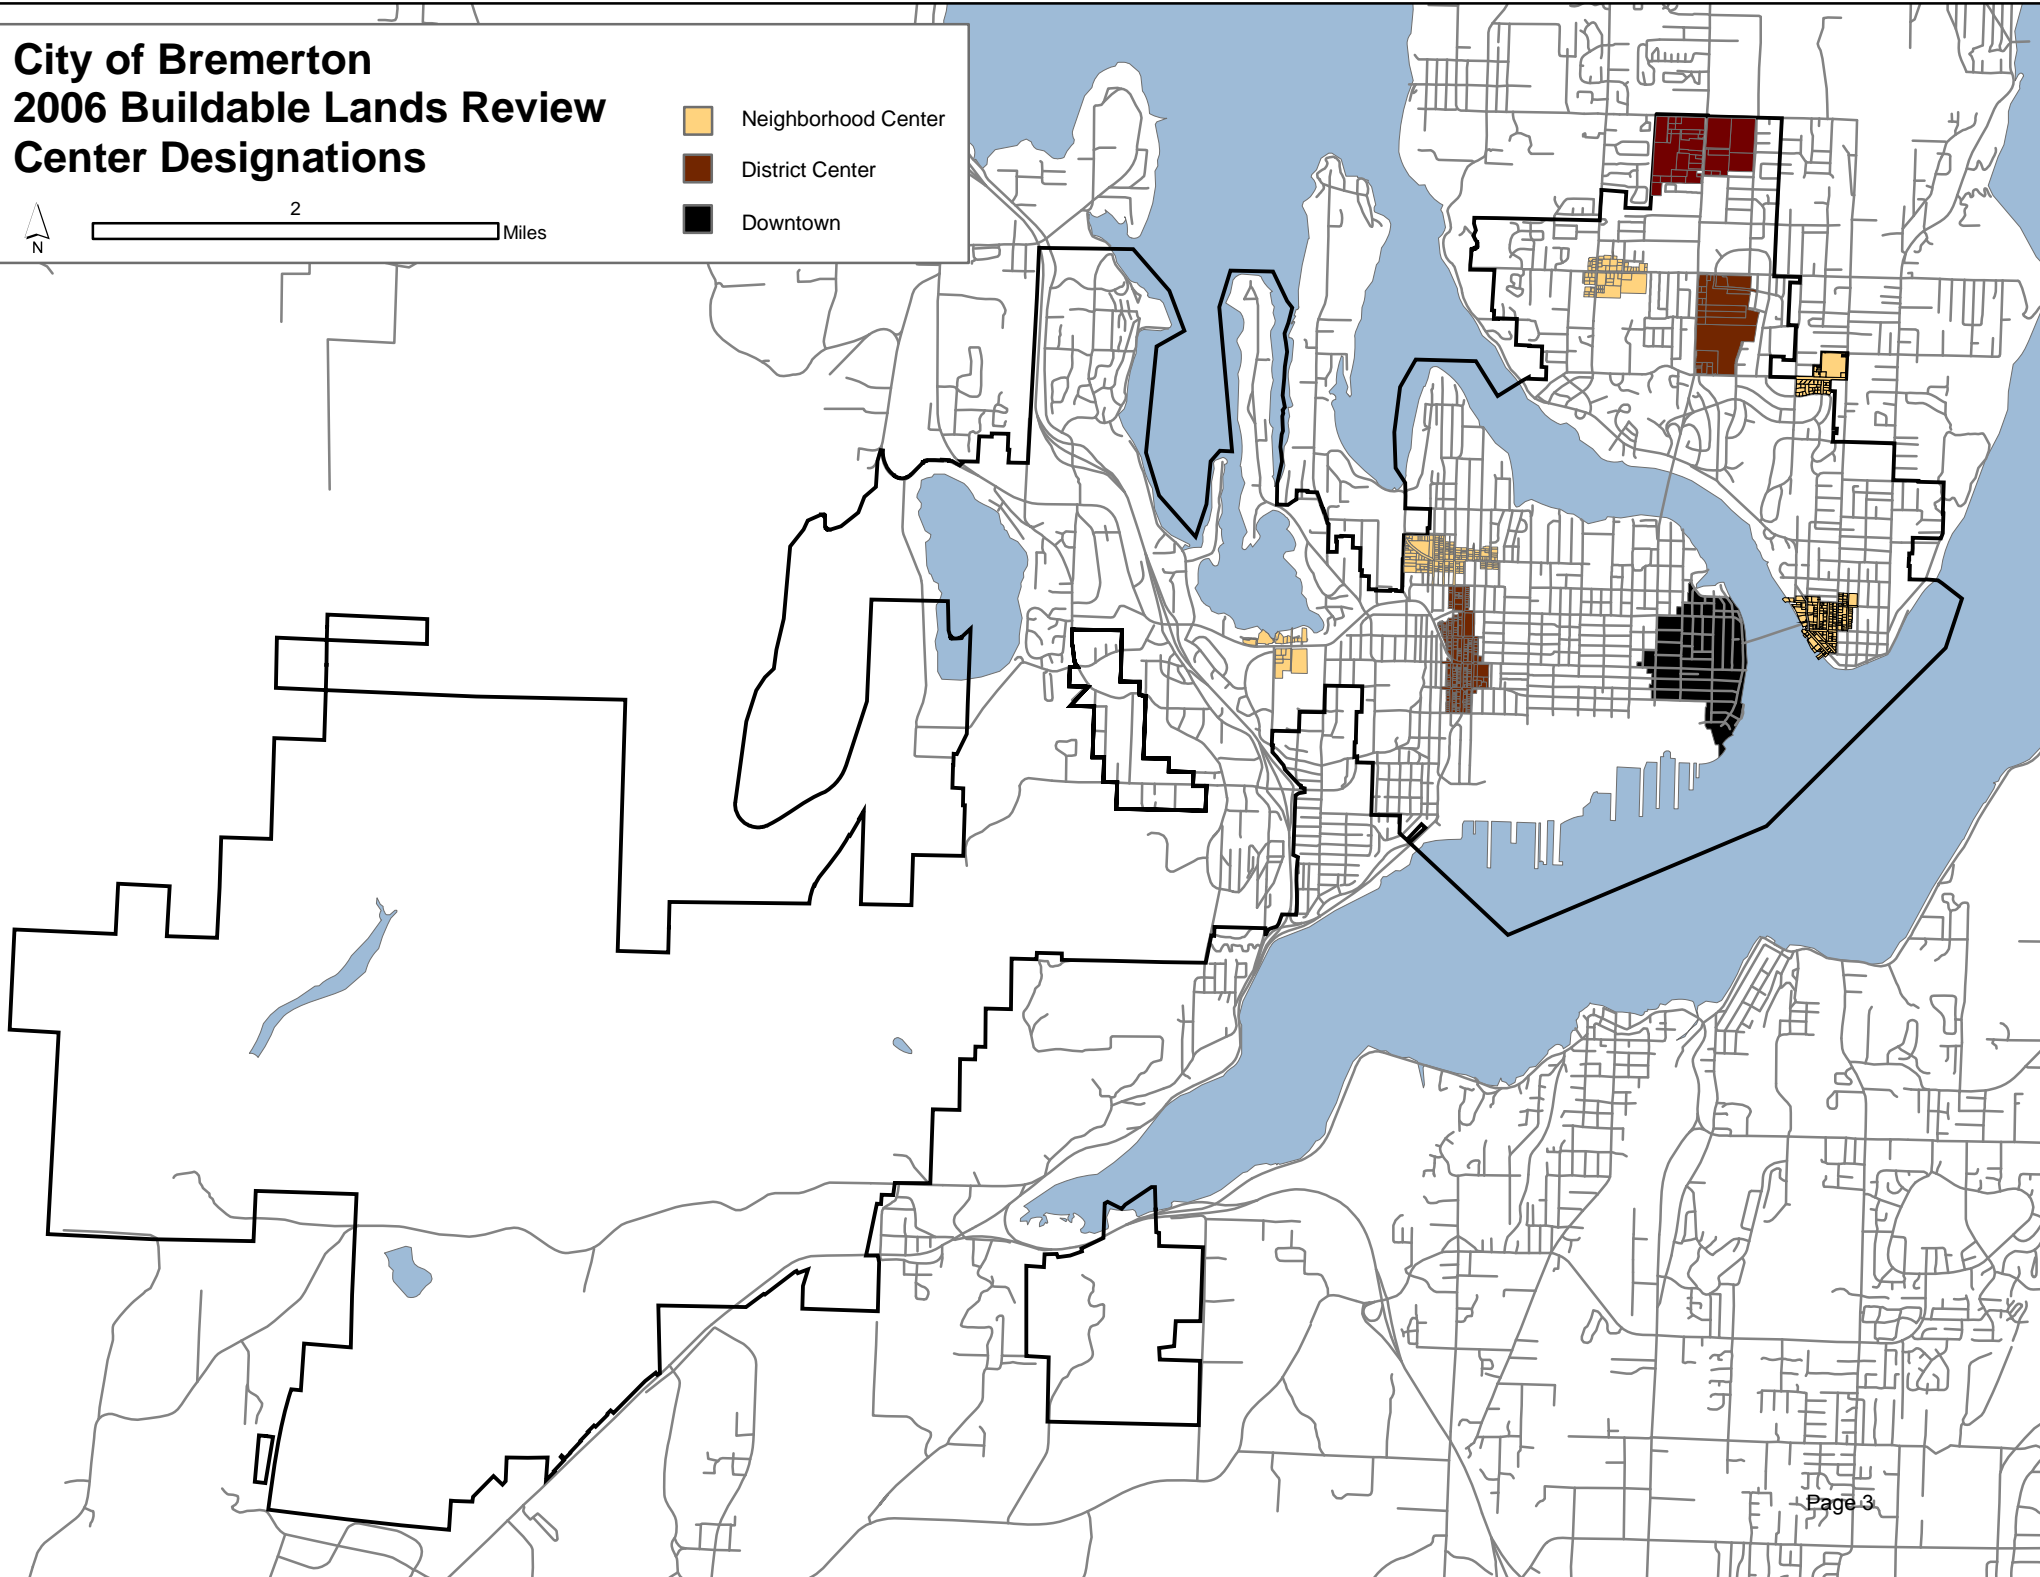 City of Bremerton
2006 Buildable Lands Review
Center Designations
N
2
Miles
Neighborhood Center
District Center
Downtown
Page 3